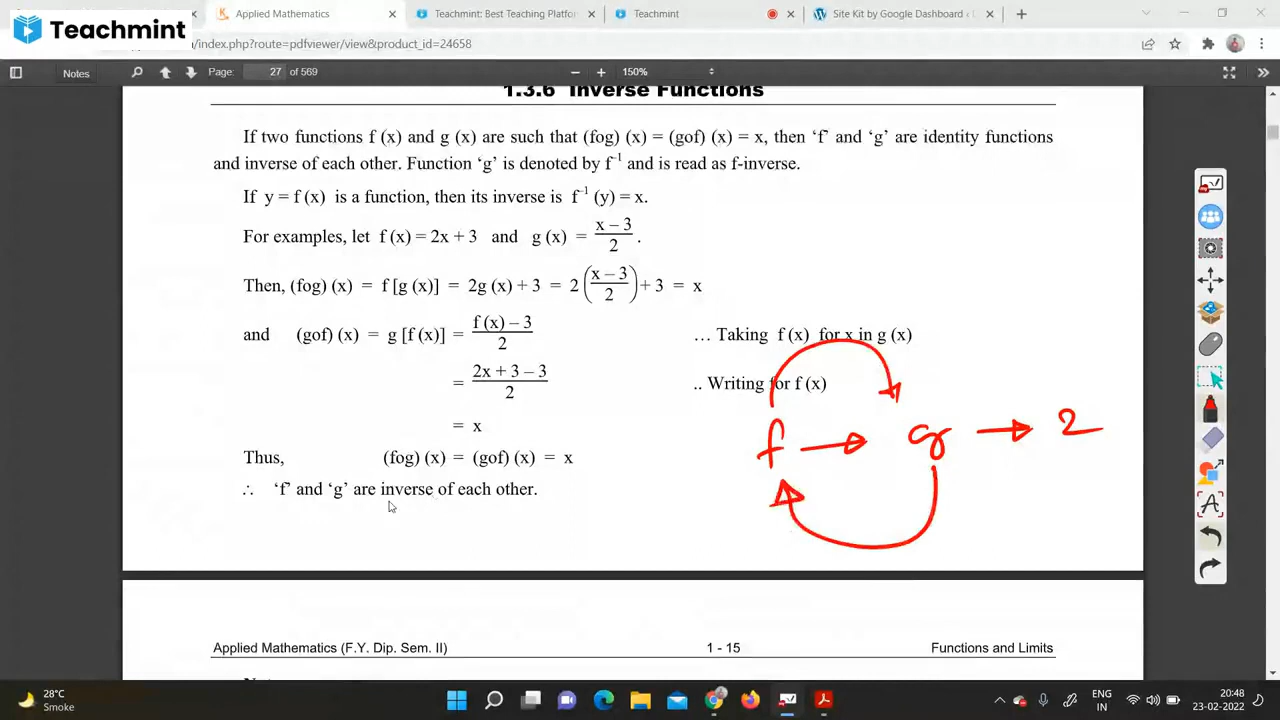 Applied Mathematics
Teachmint: Best Teaching Platfo
Teachmint
Site Kit by Google Dashboard
Teachmint
/index.php?route=pdfviewer/view&product_id=24658
Notes Page: 27 of 569 150%
1.3.6 Inverse Functions
If two functions f (x) and g (x) are such that (fog) (x) = (gof) (x) = x, then ‘f’ and ‘g’ are identity functions
and inverse of each other. Function ‘g’ is denoted by f⁻¹ and is read as f-inverse.
If y = f (x) is a function, then its inverse is f⁻¹ (y) = x.
For examples, let f (x) = 2x + 3 and g (x) = x – 3 / 2 .
Then, (fog) (x) = f [g (x)] = 2g (x) + 3 = 2 (x – 3 / 2) + 3 = x
and (gof) (x) = g [f (x)] = f (x) – 3 / 2 … Taking f (x) for x in g (x)
= 2x + 3 – 3 / 2 .. Writing for f (x)
= x
f → g → 2
Thus, (fog) (x) = (gof) (x) = x
∴ ‘f’ and ‘g’ are inverse of each other.
Applied Mathematics (F.Y. Dip. Sem. II) 1 - 15 Functions and Limits
28°C
Smoke
ENG
IN
20:48
23-02-2022